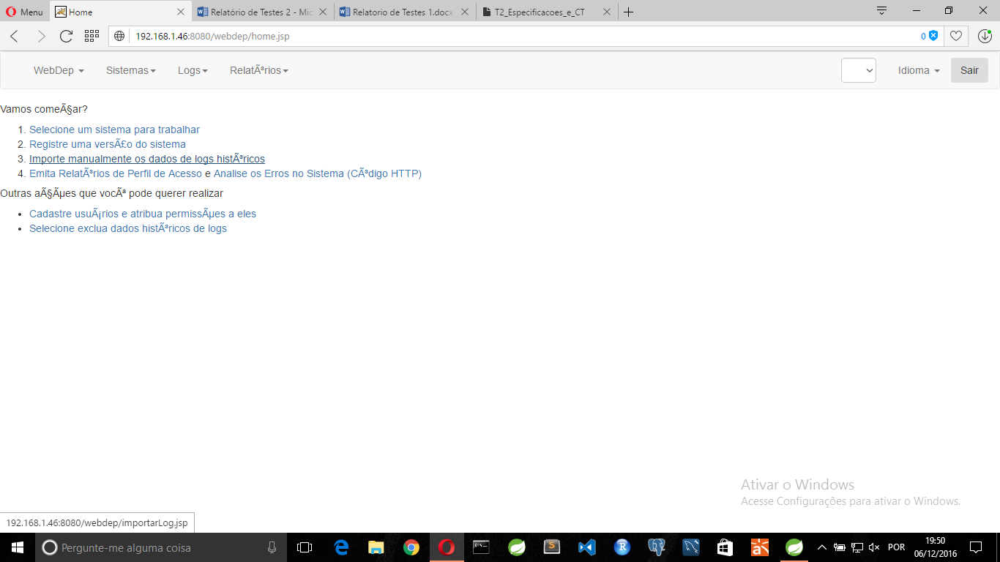 Menu
Home
Relatório de Testes 2 - Mic
Relatorio de Testes 1.docx
T2_Especificacoes_e_CT
192.168.1.46:8080/webdep/home.jsp
0
WebDep
Sistemas
Logs
RelatÃ³rios
Idioma
Sair
Vamos comeÃ§ar?
1. Selecione um sistema para trabalhar
2. Registre uma versÃ£o do sistema
3. Importe manualmente os dados de logs histÃ³ricos
4. Emita RelatÃ³rios de Perfil de Acesso e Analise os Erros no Sistema (CÃ³digo HTTP)
Outras aÃ§Ãµes que vocÃª pode querer realizar
• Cadastre usuÃ¡rios e atribua permissÃµes a eles
• Selecione exclua dados histÃ³ricos de logs
Ativar o Windows
Acesse Configurações para ativar o Windows.
192.168.1.46:8080/webdep/importarLog.jsp
Pergunte-me alguma coisa
POR
19:50
06/12/2016